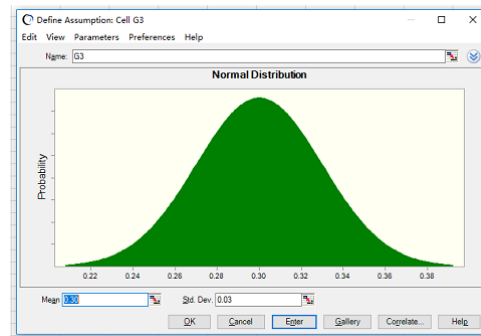 Define Assumption: Cell G3
Edit View Parameters Preferences Help
Name: G3
Normal Distribution
Probability
0.22 0.24 0.26 0.28 0.30 0.32 0.34 0.36 0.38
Mean 0.30 Std. Dev. 0.03
OK Cancel Enter Gallery Correlate... Help